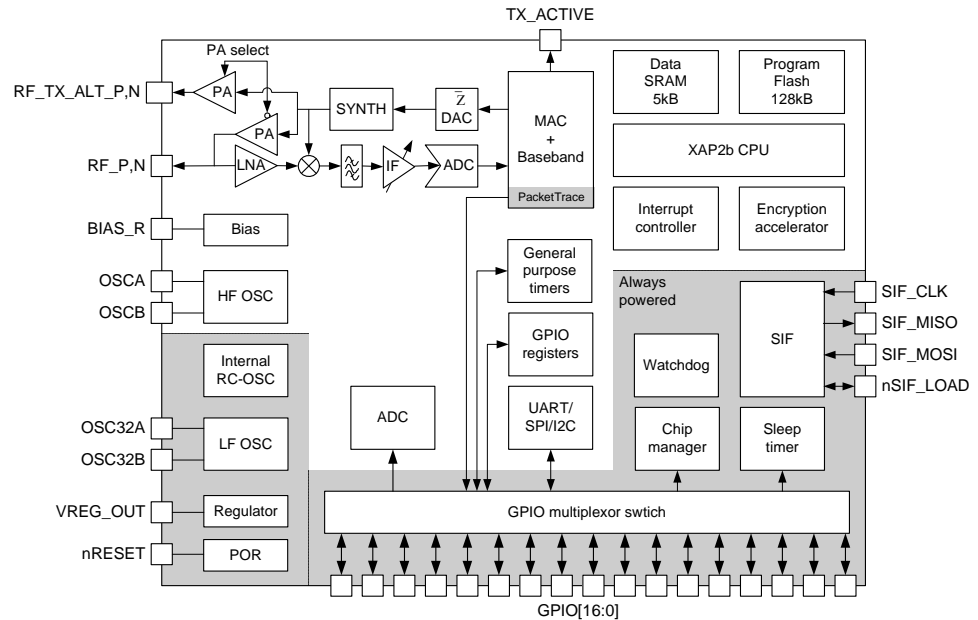 TX_ACTIVE
PA select
RF_TX_ALT_P,N
PA
PA
SYNTH
Z
DAC
MAC
+
Baseband
PacketTrace
Data
SRAM
5kB
Program
Flash
128kB
XAP2b CPU
RF_P,N
LNA
IF
ADC
Interrupt
controller
Encryption
accelerator
BIAS_R
Bias
OSCA
OSCB
HF OSC
General
purpose
timers
Always
powered
SIF
SIF_CLK
SIF_MISO
SIF_MOSI
nSIF_LOAD
Internal
RC-OSC
GPIO
registers
Watchdog
OSC32A
OSC32B
LF OSC
ADC
UART/
SPI/I2C
Chip
manager
Sleep
timer
VREG_OUT
Regulator
GPIO multiplexor swtich
nRESET
POR
GPIO[16:0]